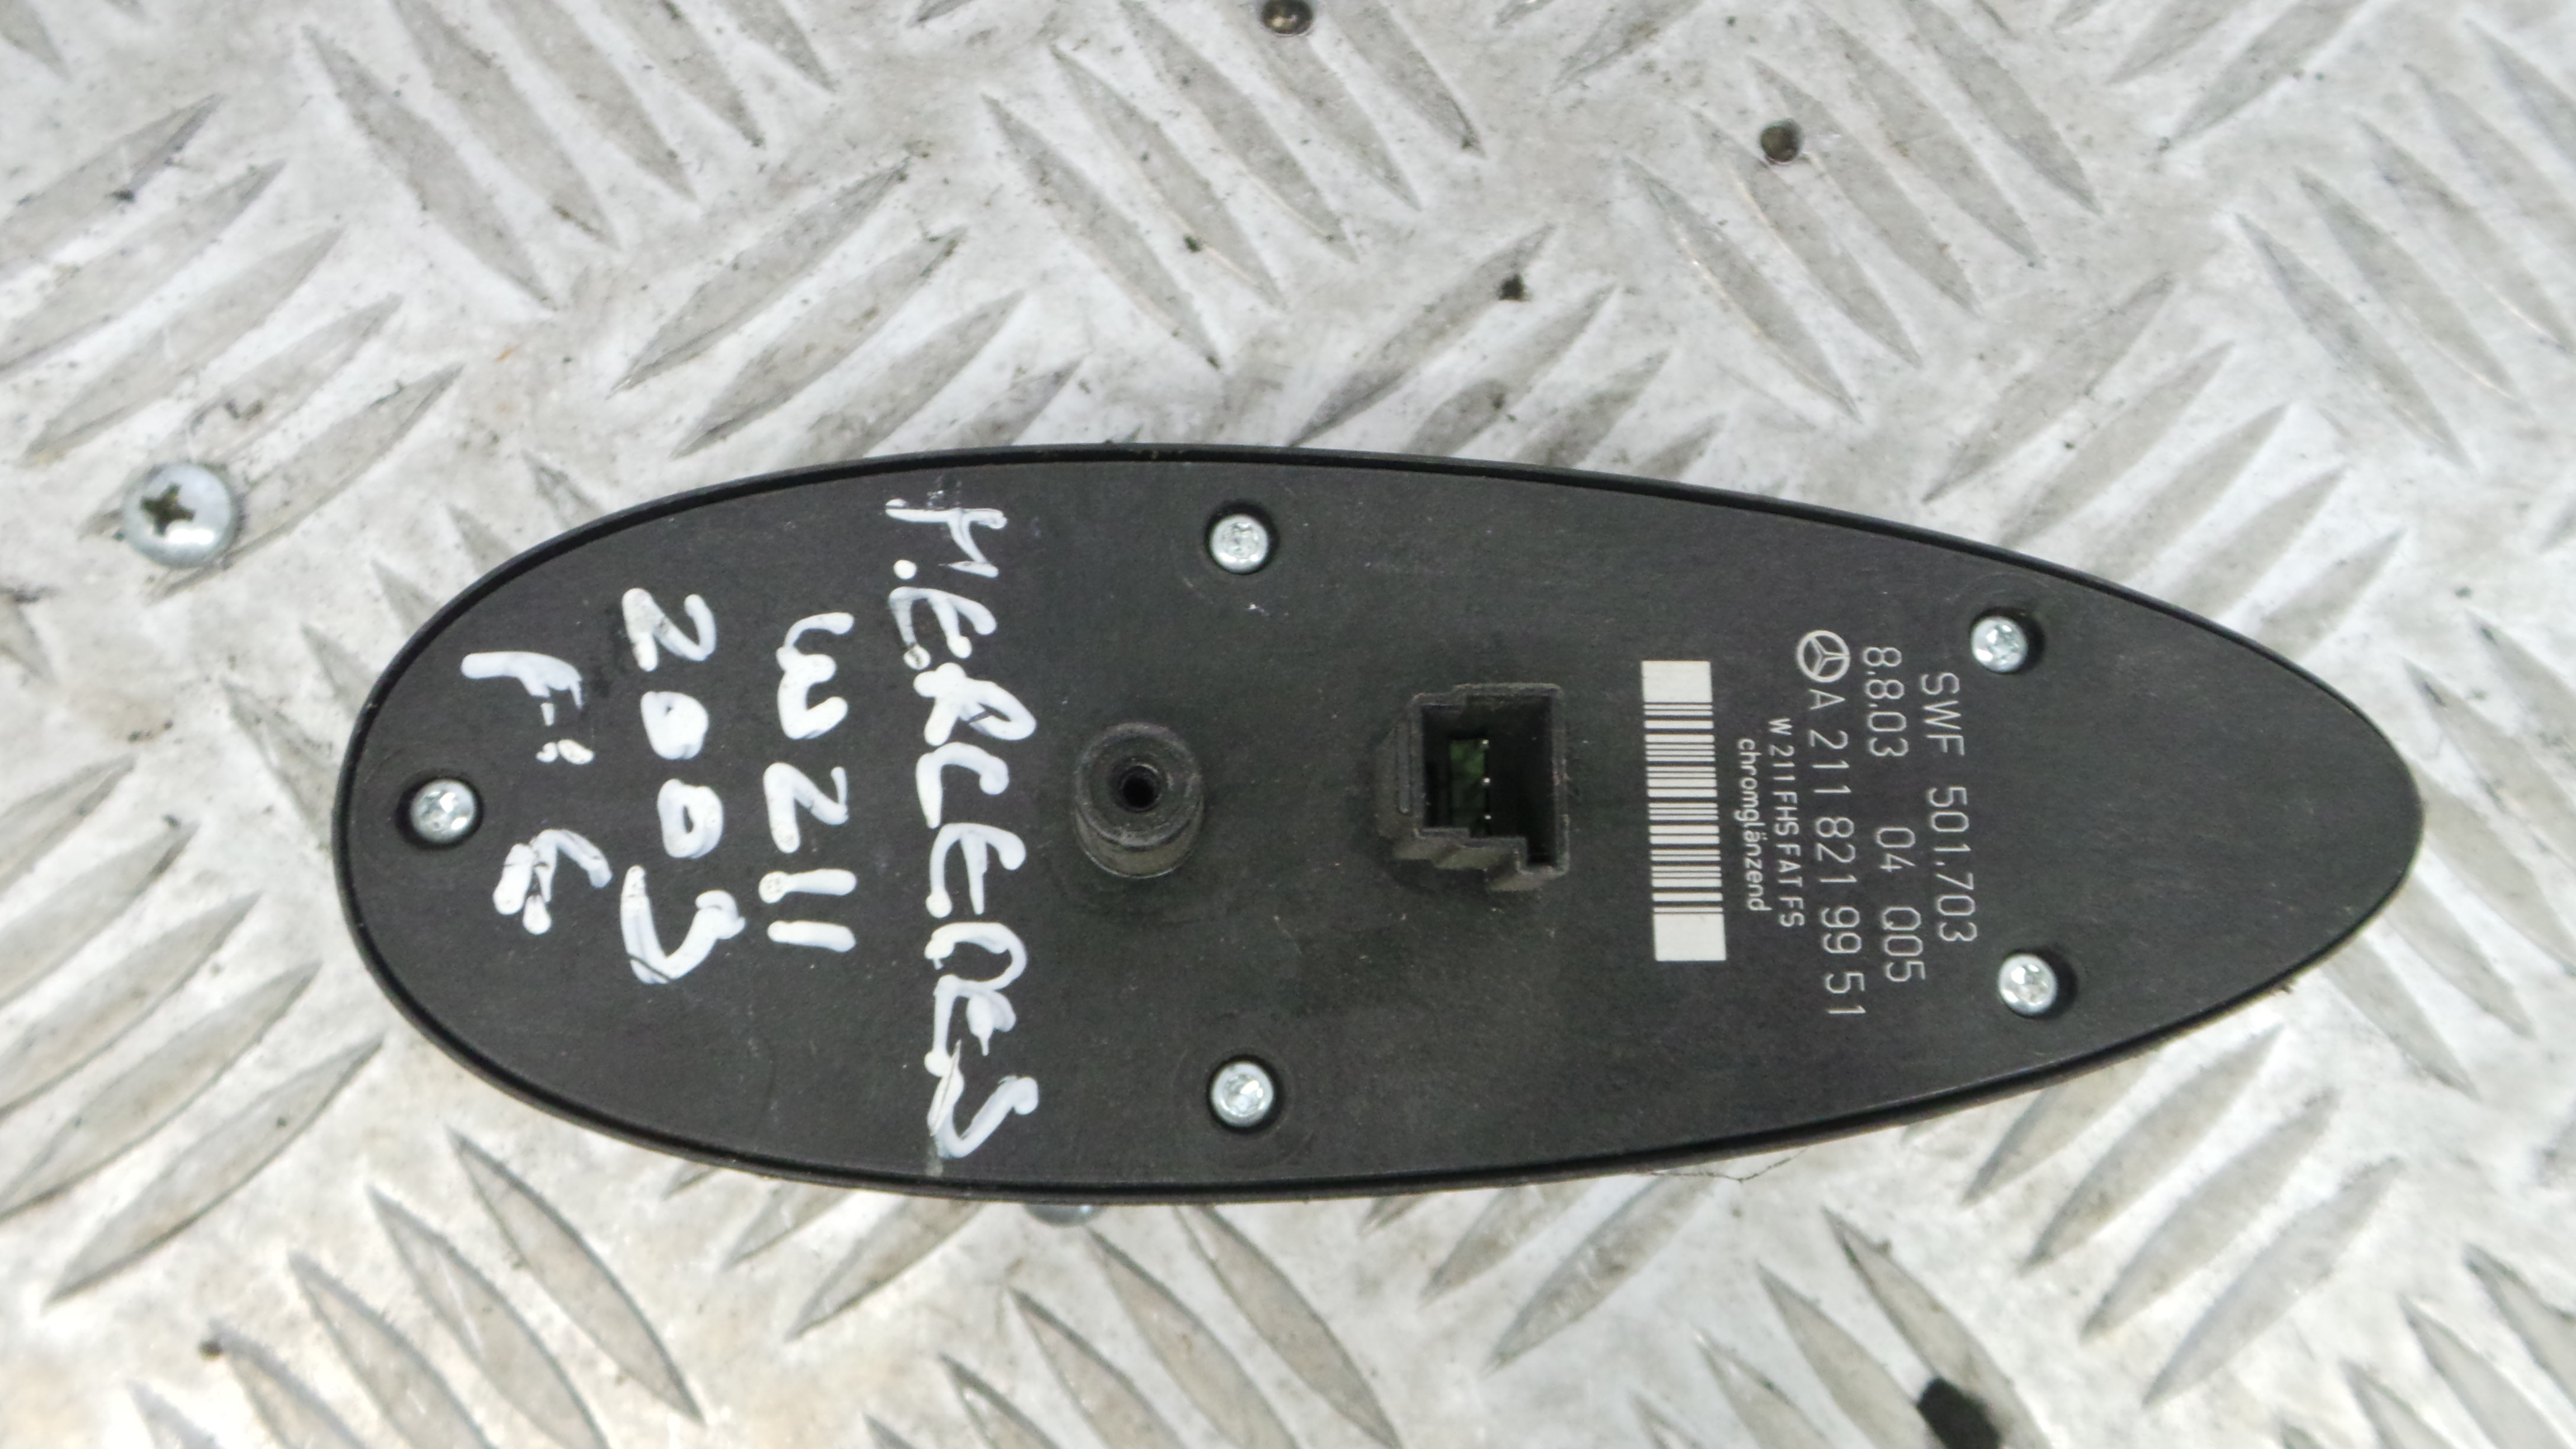 SWF 501.703
8.8.03 04 Q05
A 211 821 99 51
W 211 FHS FAT FS
chromglänzend
MERCEDES
W211
2003